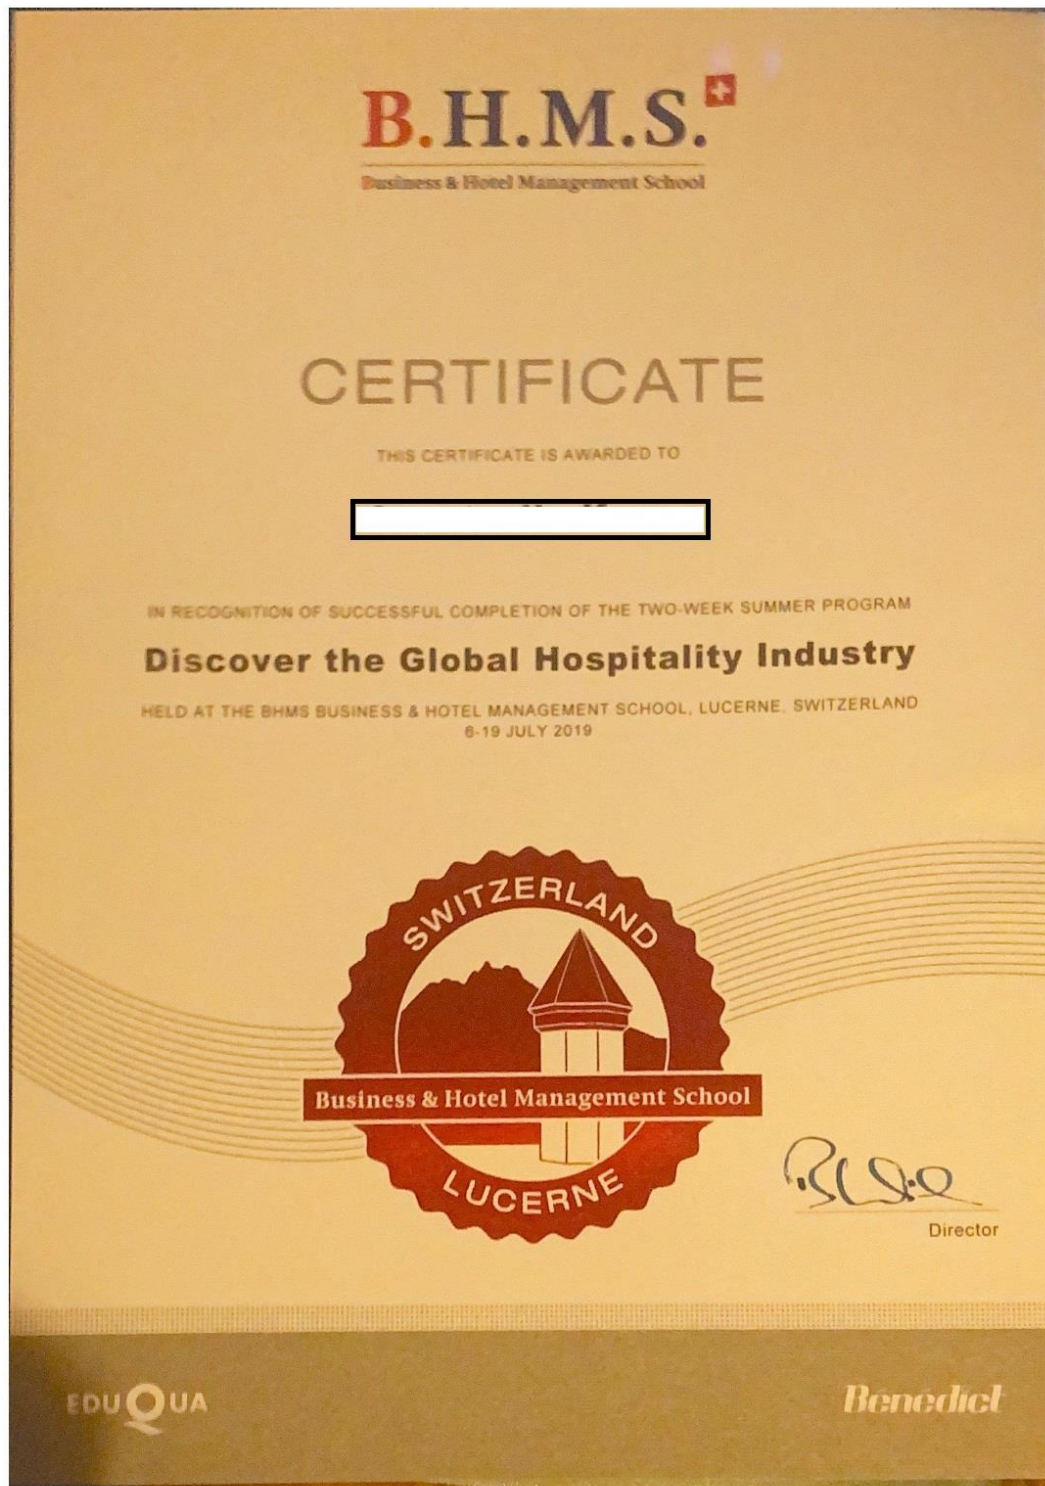 B.H.M.S.
Business & Hotel Management School
CERTIFICATE
THIS CERTIFICATE IS AWARDED TO
IN RECOGNITION OF SUCCESSFUL COMPLETION OF THE TWO-WEEK SUMMER PROGRAM
Discover the Global Hospitality Industry
HELD AT THE BHMS BUSINESS & HOTEL MANAGEMENT SCHOOL, LUCERNE, SWITZERLAND
6-19 JULY 2019
SWITZERLAND
Business & Hotel Management School
LUCERNE
Director
EDUQUA
Bénédict